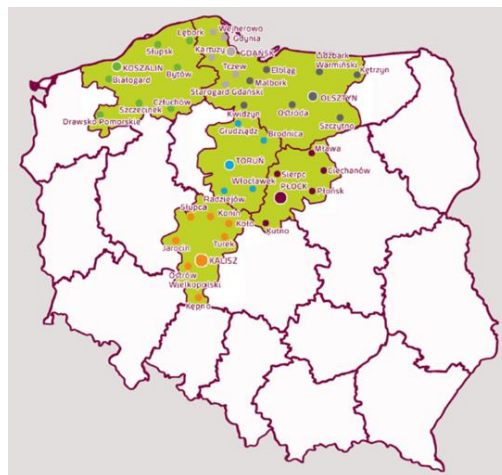 Lębork
Wejherowo
Gdynia
Słupsk
Kartuzy
GDAŃSK
KOSZALIN
Tczew
Elbląg
Lidzbark
Warmiński
Kętrzyn
Białogard
Bytów
Malbork
Starogard Gdański
OLSZTYN
Szczecinek
Człuchów
Kwidzyn
Ostróda
Drawsko Pomorskie
Grudziądz
Brodnica
Szczytno
TORUŃ
Mława
Sierpc
Ciechanów
Włocławek
PŁOCK
Płońsk
Radziejów
Słupca
Konin
Koło
Kutno
Jarocin
Turek
KALISZ
Ostrów
Wielkopolski
Kępno